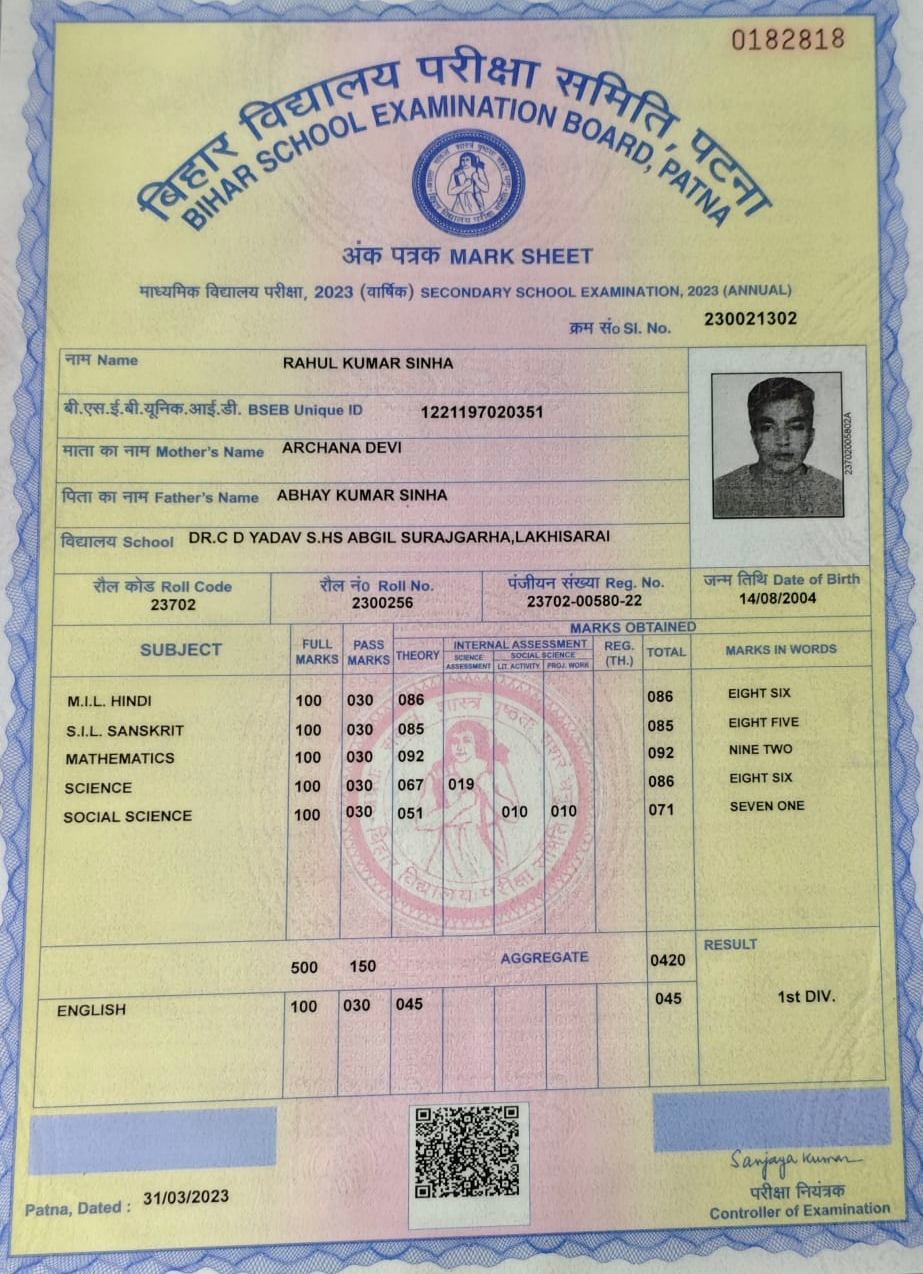 0182818
बिहार विद्यालय परीक्षा समिति, पटना
BIHAR SCHOOL EXAMINATION BOARD, PATNA
अंक पत्रक MARK SHEET
माध्यमिक विद्यालय परीक्षा, 2023 (वार्षिक) SECONDARY SCHOOL EXAMINATION, 2023 (ANNUAL)
क्रम सं० Sl. No. 230021302
नाम Name RAHUL KUMAR SINHA
बी.एस.ई.बी.यूनिक.आई.डी. BSEB Unique ID 1221197020351
माता का नाम Mother's Name ARCHANA DEVI
पिता का नाम Father's Name ABHAY KUMAR SINHA
विद्यालय School DR.C D YADAV S.HS ABGIL SURAJGARHA,LAKHISARAI
23702005802A
रौल कोड Roll Code रौल नं० Roll No. पंजीयन संख्या Reg. No. जन्म तिथि Date of Birth
23702 2300256 23702-00580-22 14/08/2004
MARKS OBTAINED
SUBJECT FULL MARKS PASS MARKS THEORY INTERNAL ASSESSMENT REG. (TH.) TOTAL MARKS IN WORDS
SCIENCE ASSESSMENT SOCIAL SCIENCE
LIT. ACTIVITY PROJ. WORK
M.I.L. HINDI 100 030 086 086 EIGHT SIX
S.I.L. SANSKRIT 100 030 085 085 EIGHT FIVE
MATHEMATICS 100 030 092 092 NINE TWO
SCIENCE 100 030 067 019 086 EIGHT SIX
SOCIAL SCIENCE 100 030 051 010 010 071 SEVEN ONE
500 150 AGGREGATE 0420 RESULT
ENGLISH 100 030 045 045 1st DIV.
Sanjaya Kumar
Patna, Dated : 31/03/2023
परीक्षा नियंत्रक
Controller of Examination